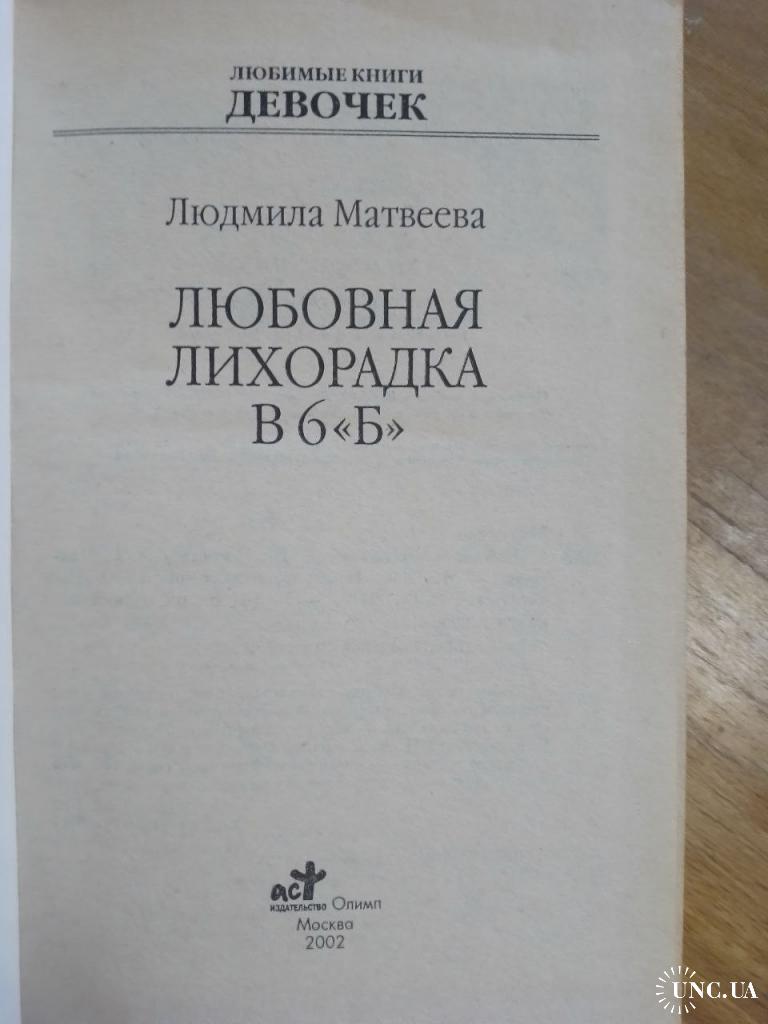 ЛЮБИМЫЕ КНИГИ
ДЕВОЧЕК
Людмила Матвеева
ЛЮБОВНАЯ
ЛИХОРАДКА
В 6 «Б»
аст
ИЗДАТЕЛЬСТВО Олимп
Москва
2002
UNC.UA